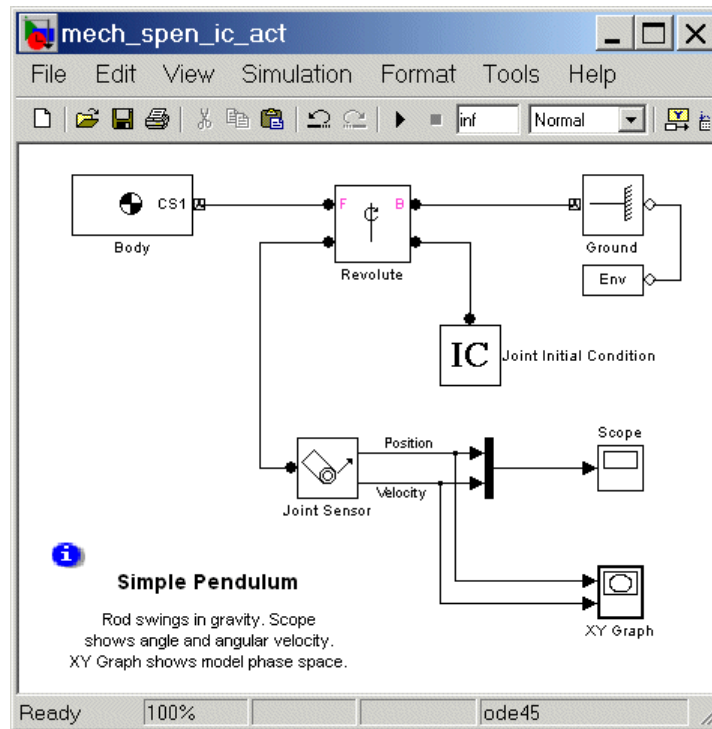 mech_spen_ic_act
File Edit View Simulation Format Tools Help
inf Normal
CS1
Body
F B
Revolute
Ground
Env
IC
Joint Initial Condition
Position
Velocity
Joint Sensor
Scope
XY Graph
i
Simple Pendulum
Rod swings in gravity. Scope
shows angle and angular velocity.
XY Graph shows model phase space.
Ready 100% ode45